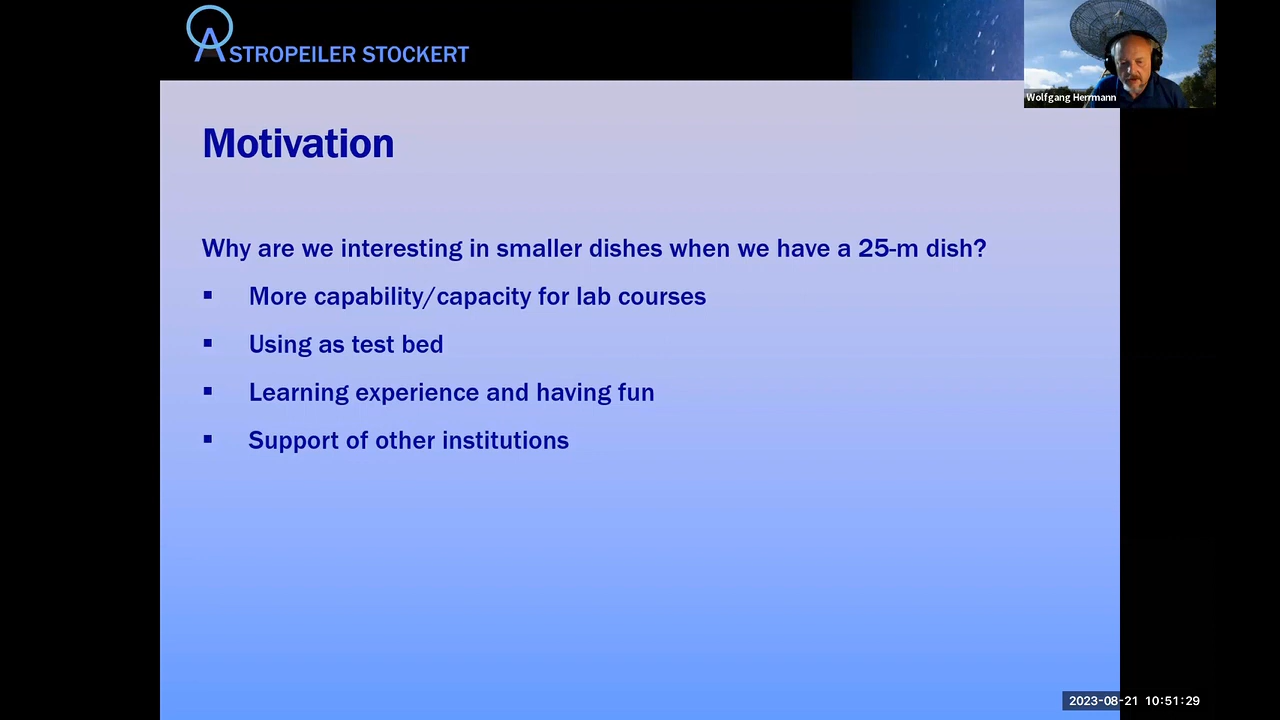 ASTROPEILER STOCKERT
Wolfgang Herrmann
Motivation
Why are we interesting in smaller dishes when we have a 25-m dish?
▪ More capability/capacity for lab courses
▪ Using as test bed
▪ Learning experience and having fun
▪ Support of other institutions
2023-08-21 10:51:29